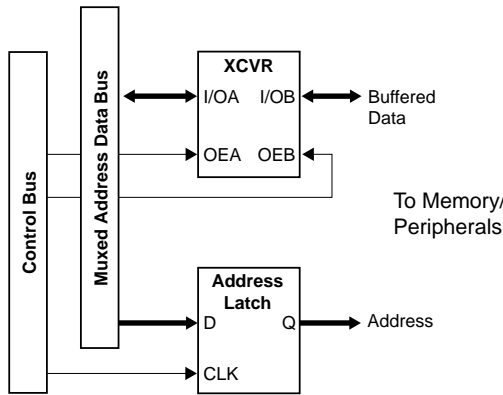 Control Bus
Muxed Address Data Bus
XCVR
I/OA I/OB
Buffered
Data
OEA OEB
To Memory/
Peripherals
Address
Latch
D Q
Address
CLK